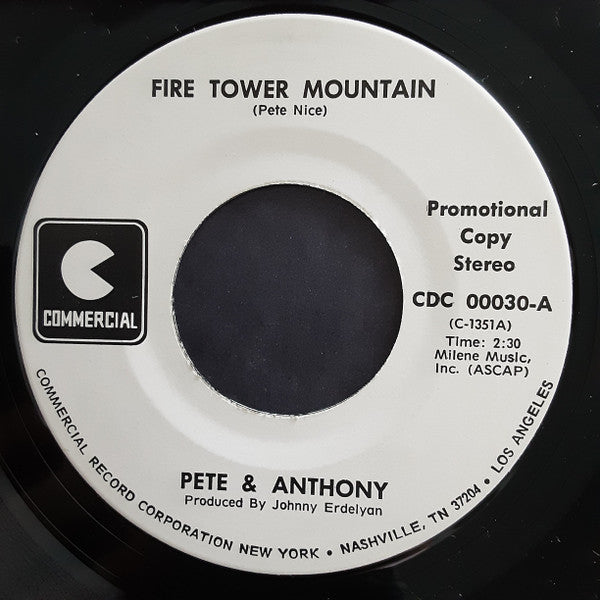 FIRE TOWER MOUNTAIN
(Pete Nice)
Promotional
Copy
Stereo
COMMERCIAL
CDC 00030-A
(C-1351A)
Time: 2:30
Milene Music,
Inc. (ASCAP)
PETE & ANTHONY
Produced By Johnny Erdelyan
COMMERCIAL RECORD CORPORATION NEW YORK • NASHVILLE, TN 37204 • LOS ANGELES